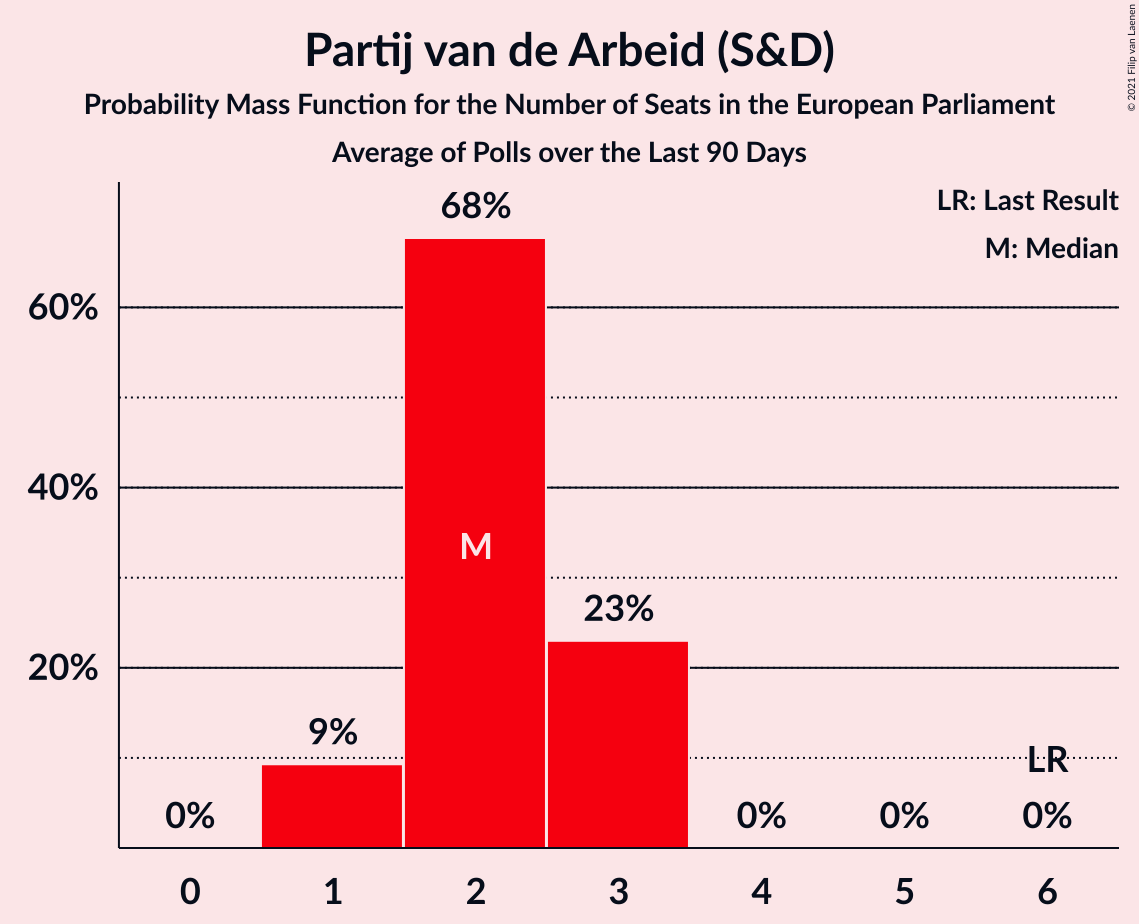 Partij van de Arbeid (S&D)
Probability Mass Function for the Number of Seats in the European Parliament
Average of Polls over the Last 90 Days
© 2021 Filip van Laenen
LR: Last Result
M: Median
68%
60%
40%
M
23%
20%
9%
LR
0%
0%
0%
0%
0 1 2 3 4 5 6